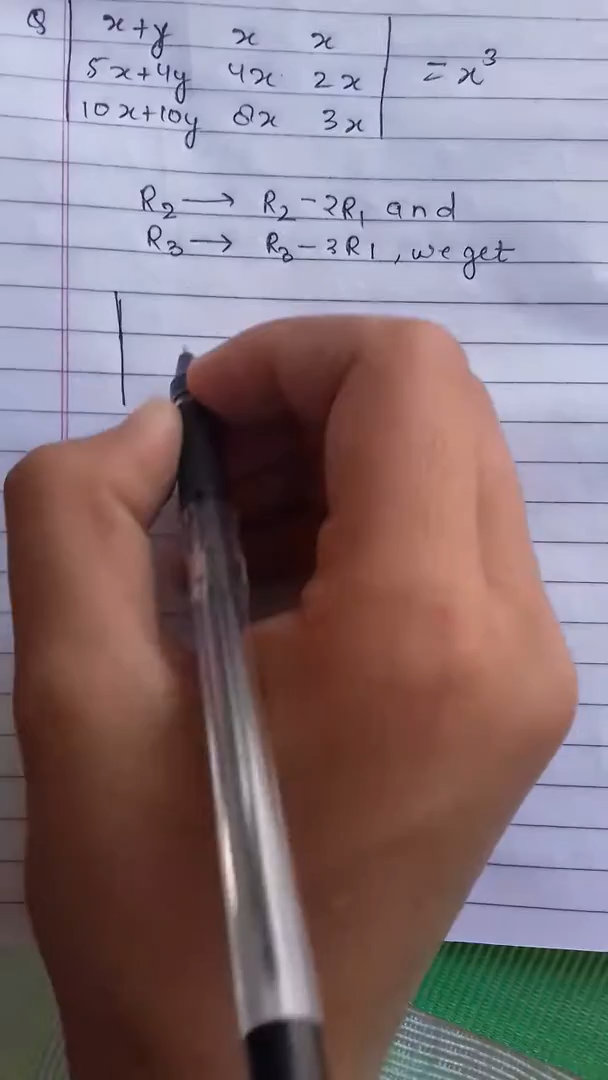 Q | x+y x x |
| 5x+4y 4x 2x | = x³
| 10x+10y 8x 3x |
R₂ → R₂-2R₁ and
R₃ → R₃-3R₁, we get